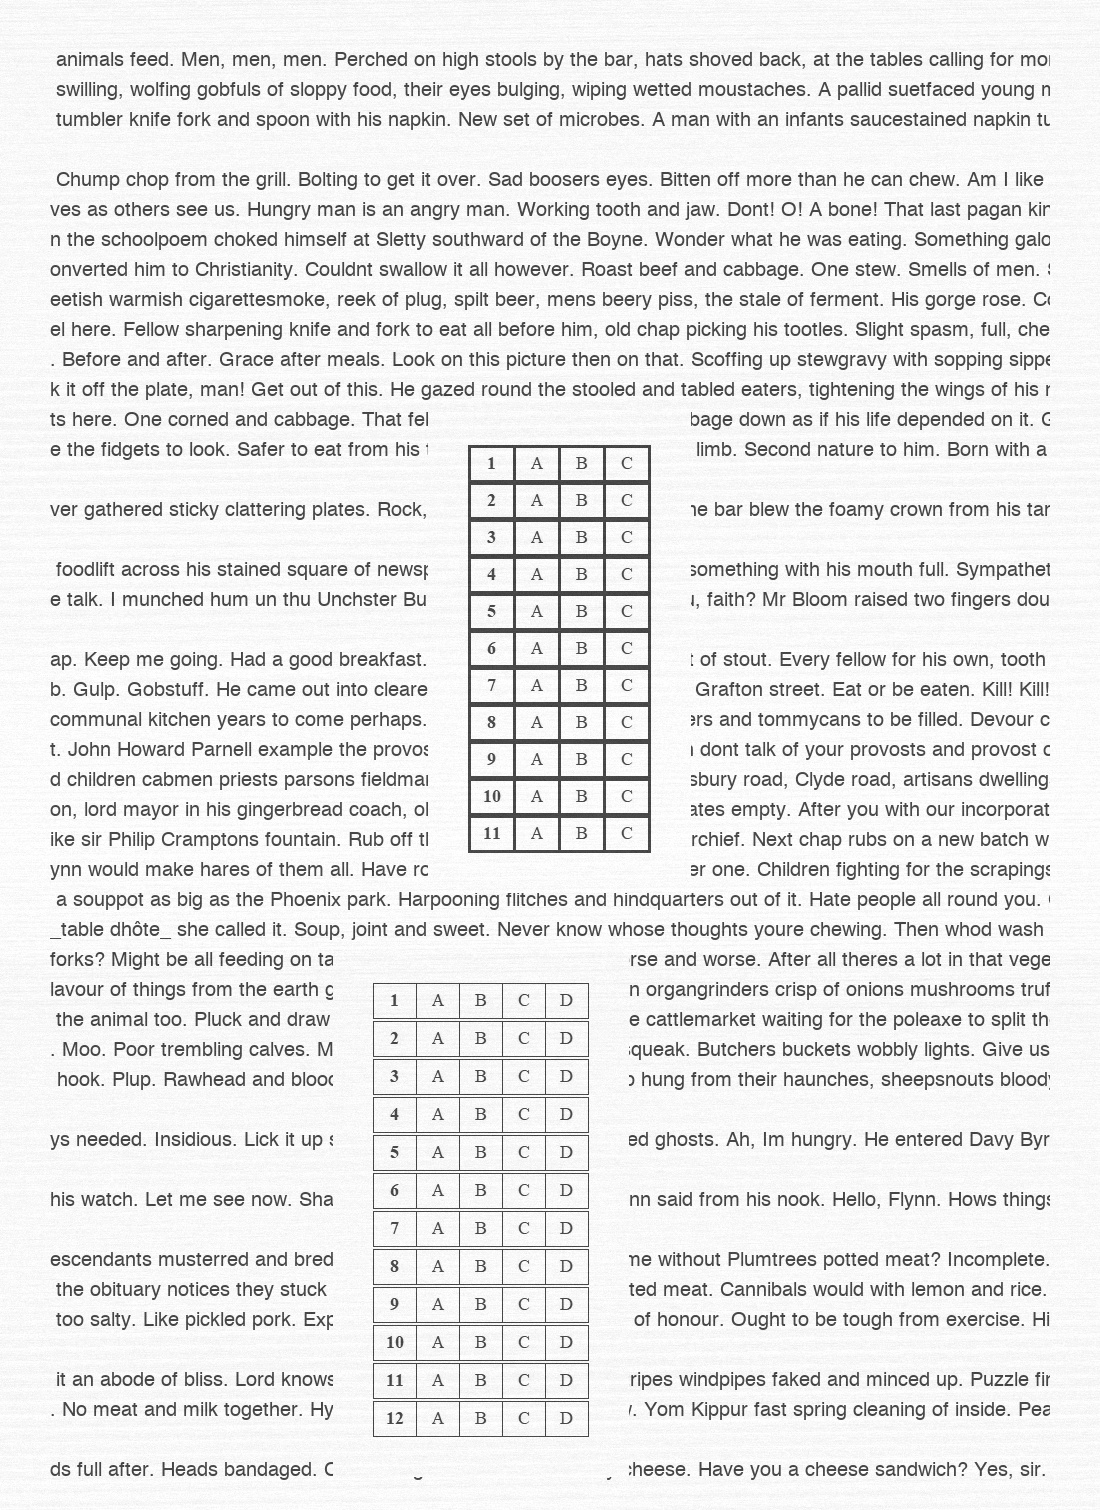 animals feed. Men, men, men. Perched on high stools by the bar, hats shoved back, at the tables calling for
swilling, wolfing gobfuls of sloppy food, their eyes bulging, wiping wetted moustaches. A pallid suetfaced young
tumbler knife fork and spoon with his napkin. New set of microbes. A man with an infants saucestained napkin
Chump chop from the grill. Bolting to get it over. Sad boosers eyes. Bitten off more than he can chew. Am I like
ves as others see us. Hungry man is an angry man. Working tooth and jaw. Dont! O! A bone! That last pagan
n the schoolpoem choked himself at Sletty southward of the Boyne. Wonder what he was eating. Something
onverted him to Christianity. Couldnt swallow it all however. Roast beef and cabbage. One stew. Smells of men.
eetish warmish cigarettesmoke, reek of plug, spilt beer, mens beery piss, the stale of ferment. His gorge rose.
el here. Fellow sharpening knife and fork to eat all before him, old chap picking his tootles. Slight spasm, full, che
. Before and after. Grace after meals. Look on this picture then on that. Scoffing up stewgravy with sopping sippe
k it off the plate, man! Get out of this. He gazed round the stooled and tabled eaters, tightening the wings of his
ts here. One corned and cabbage. That fel bage down as if his life depended on it.
e the fidgets to look. Safer to eat from his limb. Second nature to him. Born with a
ver gathered sticky clattering plates. Rock, he bar blew the foamy crown from his tan
foodlift across his stained square of newsp something with his mouth full. Sympathet
e talk. I munched hum un thu Unchster Bu faith? Mr Bloom raised two fingers dou
ap. Keep me going. Had a good breakfast. of stout. Every fellow for his own, tooth
b. Gulp. Gobstuff. He came out into cleare Grafton street. Eat or be eaten. Kill! Kill!
communal kitchen years to come perhaps. ers and tommycans to be filled. Devour c
t. John Howard Parnell example the provos dont talk of your provosts and provost
d children cabmen priests parsons fieldmar sbury road, Clyde road, artisans dwelling
on, lord mayor in his gingerbread coach, ol ates empty. After you with our incorporat
ike sir Philip Cramptons fountain. Rub off th rchief. Next chap rubs on a new batch w
ynn would make hares of them all. Have ro er one. Children fighting for the scrapings
a souppot as big as the Phoenix park. Harpooning flitches and hindquarters out of it. Hate people all round you.
_table dhôte_ she called it. Soup, joint and sweet. Never know whose thoughts youre chewing. Then whod wash
forks? Might be all feeding on ta rse and worse. After all theres a lot in that vege
lavour of things from the earth g n organgrinders crisp of onions mushrooms truf
the animal too. Pluck and draw e cattlemarket waiting for the poleaxe to split th
. Moo. Poor trembling calves. M squeak. Butchers buckets wobbly lights. Give us
hook. Plup. Rawhead and blood hung from their haunches, sheepsnouts bloody
ys needed. Insidious. Lick it up ed ghosts. Ah, Im hungry. He entered Davy Byr
his watch. Let me see now. Sha nn said from his nook. Hello, Flynn. Hows things
escendants musterred and bred me without Plumtrees potted meat? Incomplete.
the obituary notices they stuck ted meat. Cannibals would with lemon and rice.
too salty. Like pickled pork. Exp of honour. Ought to be tough from exercise. Hi
it an abode of bliss. Lord knows ripes windpipes faked and minced up. Puzzle fin
. No meat and milk together. Hy Yom Kippur fast spring cleaning of inside. Pea
ds full after. Heads bandaged. cheese. Have you a cheese sandwich? Yes, sir.
1 A B C
2 A B C
3 A B C
4 A B C
5 A B C
6 A B C
7 A B C
8 A B C
9 A B C
10 A B C
11 A B C
1 A B C D
2 A B C D
3 A B C D
4 A B C D
5 A B C D
6 A B C D
7 A B C D
8 A B C D
9 A B C D
10 A B C D
11 A B C D
12 A B C D